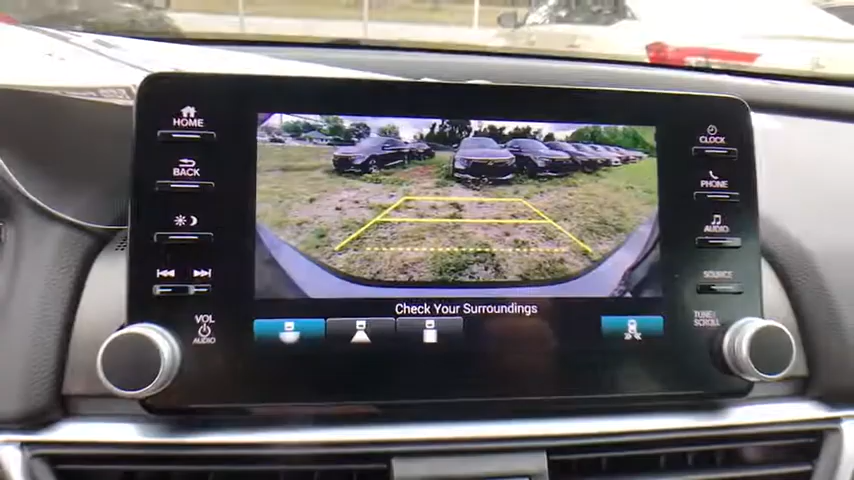 HOME
BACK
VOL
AUDIO
Check Your Surroundings
CLOCK
PHONE
AUDIO
SOURCE
TUNE
SCROLL